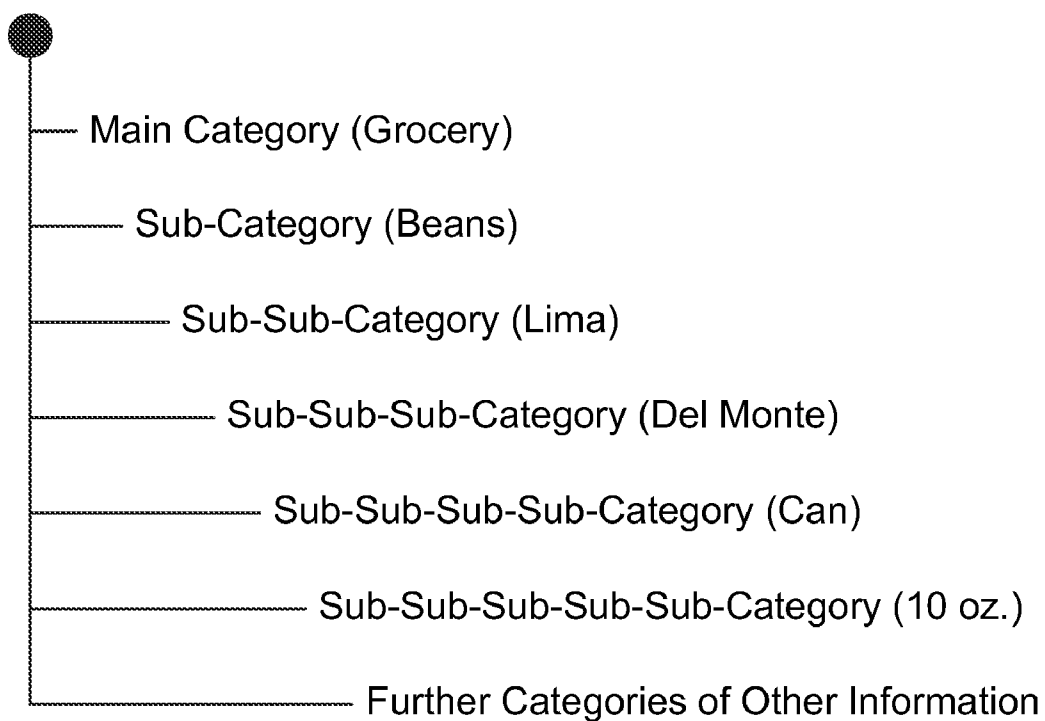 Main Category (Grocery)
Sub-Category (Beans)
Sub-Sub-Category (Lima)
Sub-Sub-Sub-Category (Del Monte)
Sub-Sub-Sub-Sub-Category (Can)
Sub-Sub-Sub-Sub-Sub-Category (10 oz.)
Further Categories of Other Information